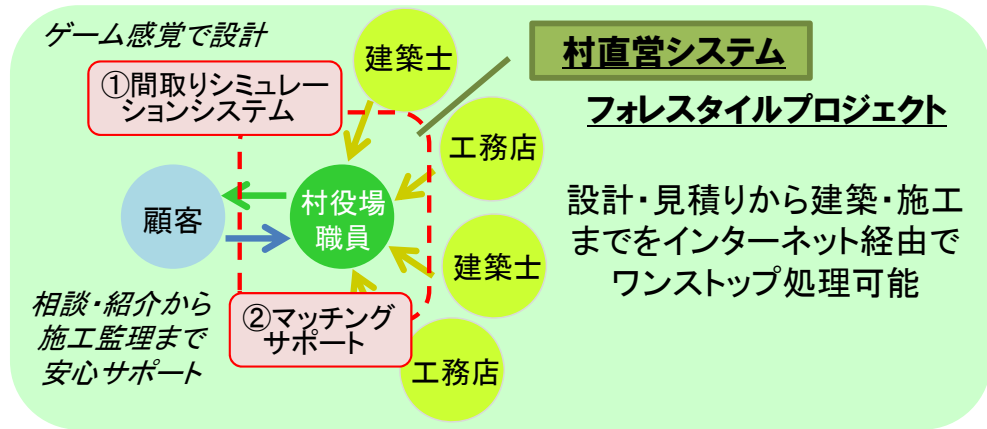 ゲーム感覚で設計
①間取りシミュレー
ションシステム
建築士
村直営システム
フォレスタイルプロジェクト
工務店
顧客
村役場
職員
設計・見積りから建築・施工
までをインターネット経由で
ワンストップ処理可能
建築士
相談・紹介から
施工監理まで
安心サポート
②マッチング
サポート
工務店